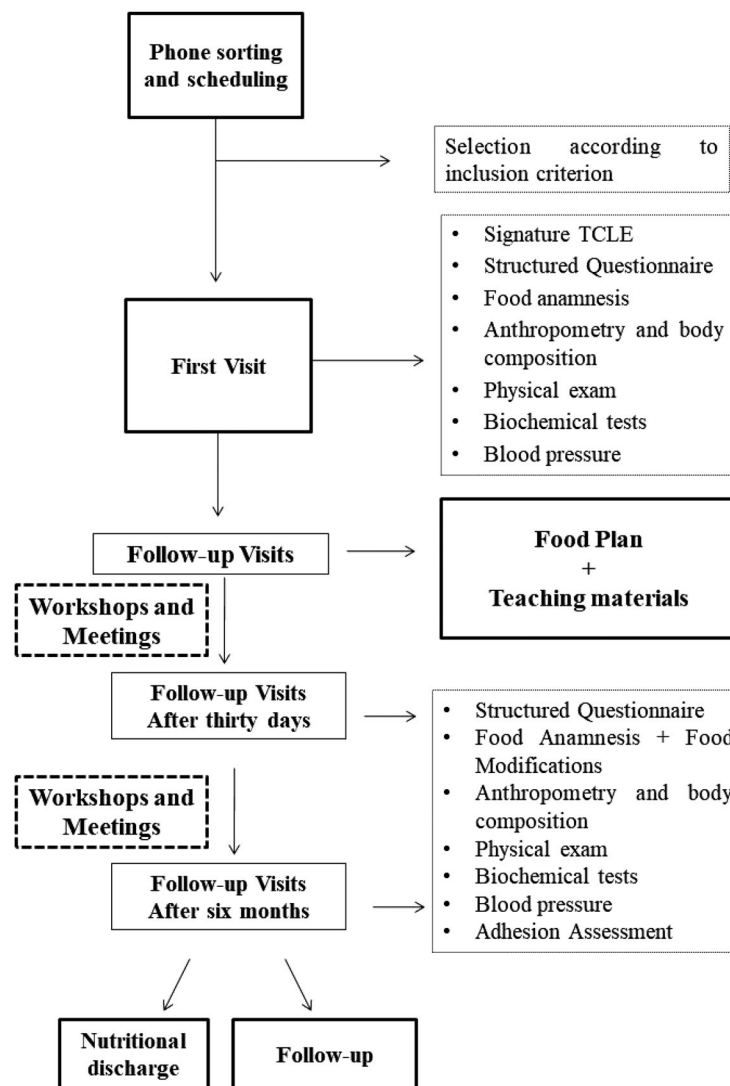 Phone sorting
and scheduling
Selection according to
inclusion criterion
• Signature TCLE
• Structured Questionnaire
• Food anamnesis
• Anthropometry and body
composition
• Physical exam
• Biochemical tests
• Blood pressure
First Visit
Follow-up Visits
Food Plan
+
Teaching materials
Workshops and
Meetings
Follow-up Visits
After thirty days
• Structured Questionnaire
• Food Anamnesis + Food
Modifications
• Anthropometry and body
composition
• Physical exam
• Biochemical tests
• Blood pressure
• Adhesion Assessment
Workshops and
Meetings
Follow-up Visits
After six months
Nutritional
discharge
Follow-up